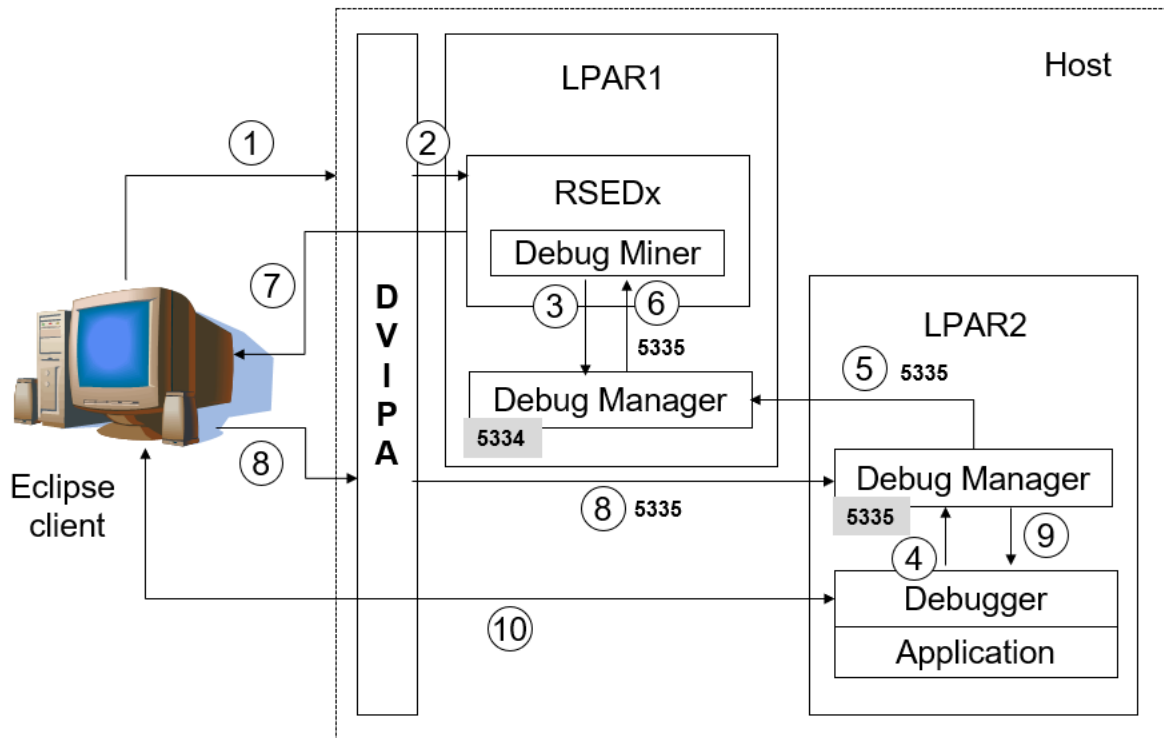 LPAR1
Host
1
2
RSEDx
Debug Miner
7
3
6
5335
DVIPA
LPAR2
5
5335
Debug Manager
5334
8
Eclipse
client
Debug Manager
5335
8
5335
4
9
Debugger
10
Application